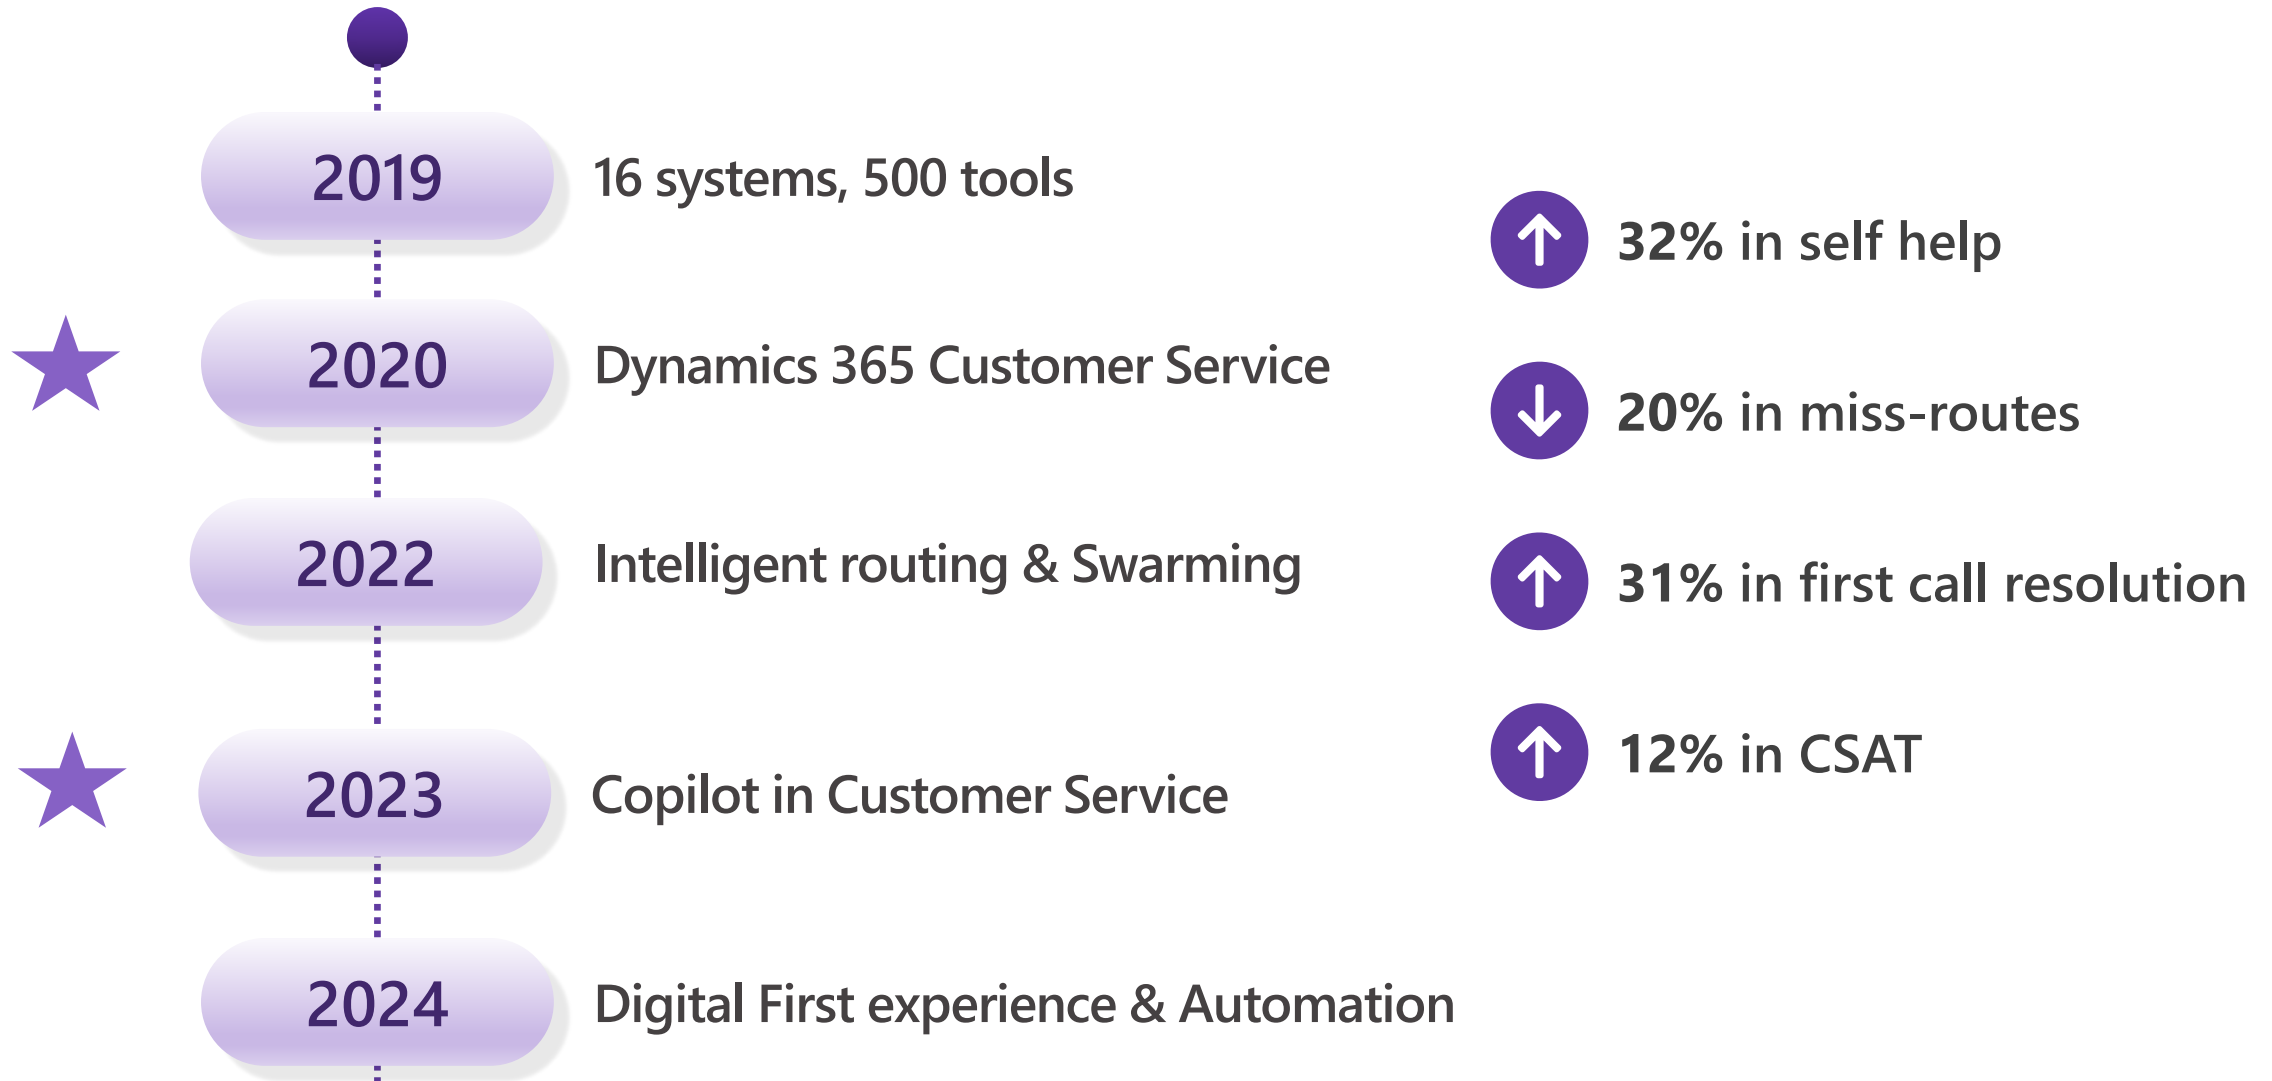 2019
16 systems, 500 tools
2020
Dynamics 365 Customer Service
2022
Intelligent routing & Swarming
2023
Copilot in Customer Service
2024
Digital First experience & Automation
32% in self help
20% in miss-routes
31% in first call resolution
12% in CSAT